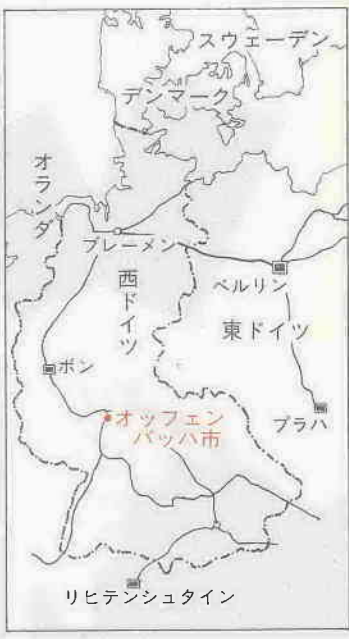 スウェーデン
デンマーク
オランダ
ブレーメン
西ドイツ
ベルリン
東ドイツ
ボン
オッフェン
バッハ市
プラハ
リヒテンシュタイン